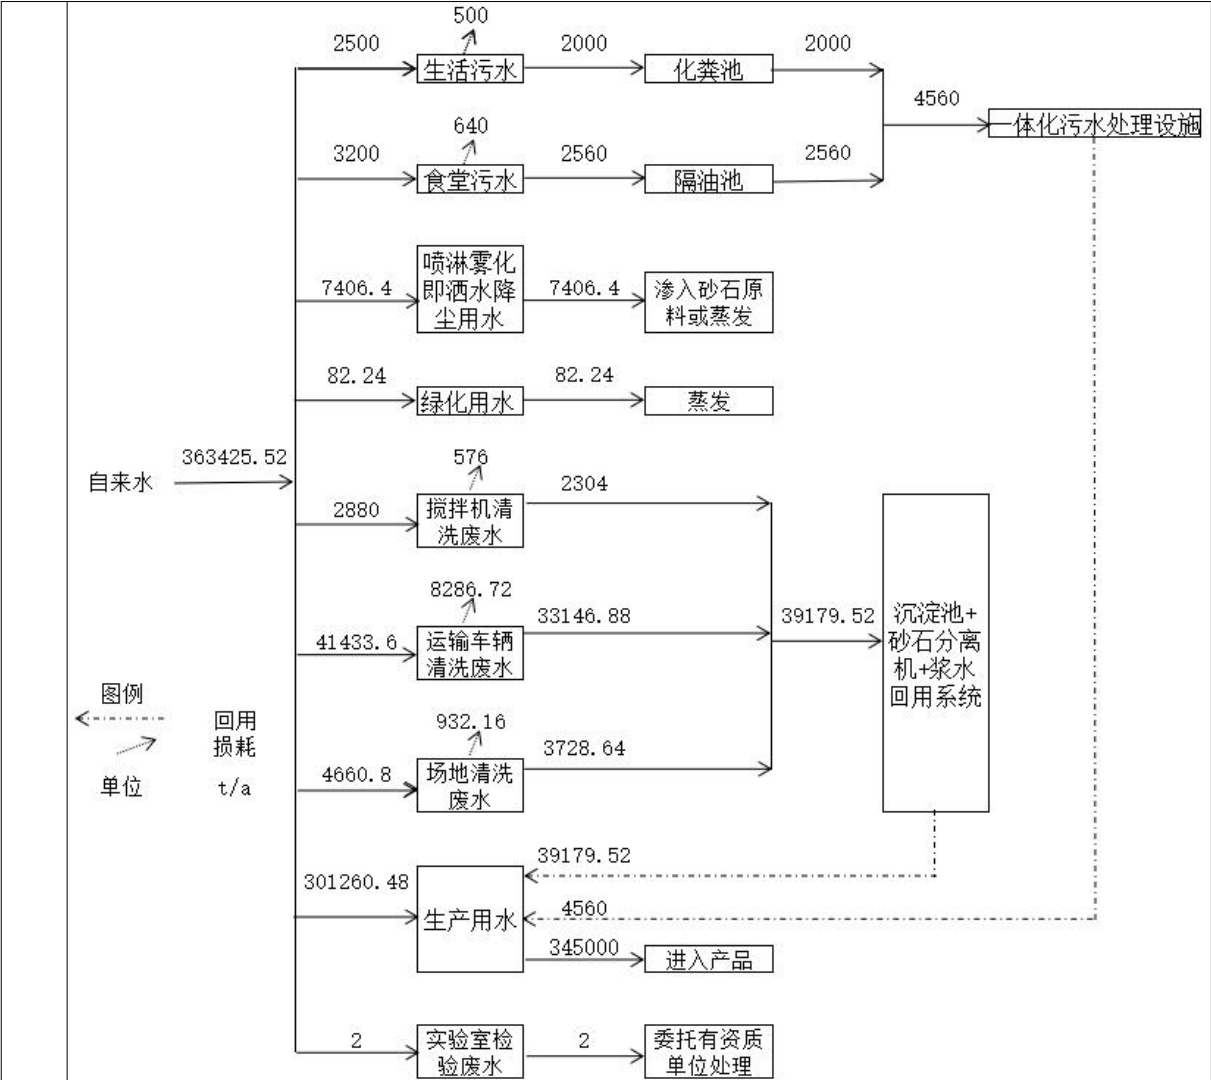 500
2500
生活污水
2000
化粪池
2000
4560
一体化污水处理设施
640
3200
食堂污水
2560
隔油池
2560
7406.4
喷淋雾化
即洒水降
尘用水
7406.4
渗入砂石原
料或蒸发
82.24
绿化用水
82.24
蒸发
自来水
363425.52
576
2880
搅拌机清
洗废水
2304
8286.72
41433.6
运输车辆
清洗废水
33146.88
39179.52
沉淀池+
砂石分离
机+浆水
回用系统
932.16
4660.8
场地清洗
废水
3728.64
图例
回用
损耗
单位
t/a
301260.48
生产用水
39179.52
4560
345000
进入产品
2
实验室检
验废水
2
委托有资质
单位处理